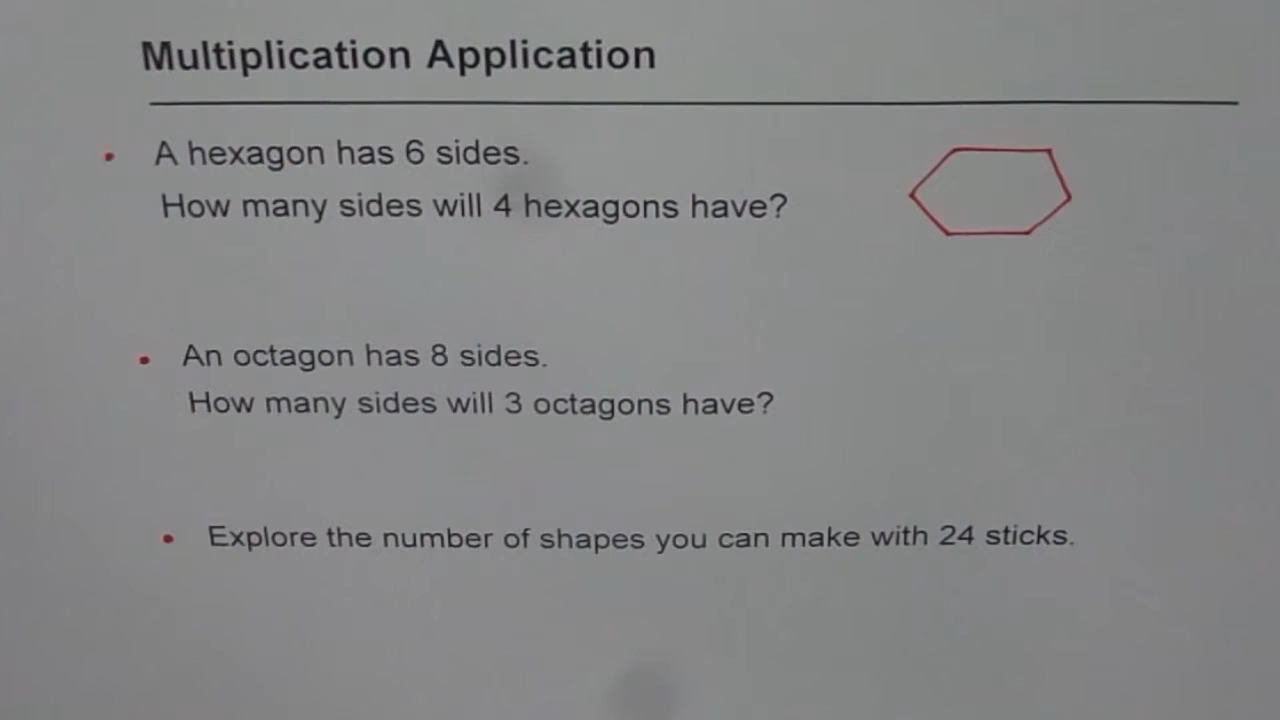 Multiplication Application
• A hexagon has 6 sides.
How many sides will 4 hexagons have?
• An octagon has 8 sides.
How many sides will 3 octagons have?
• Explore the number of shapes you can make with 24 sticks.